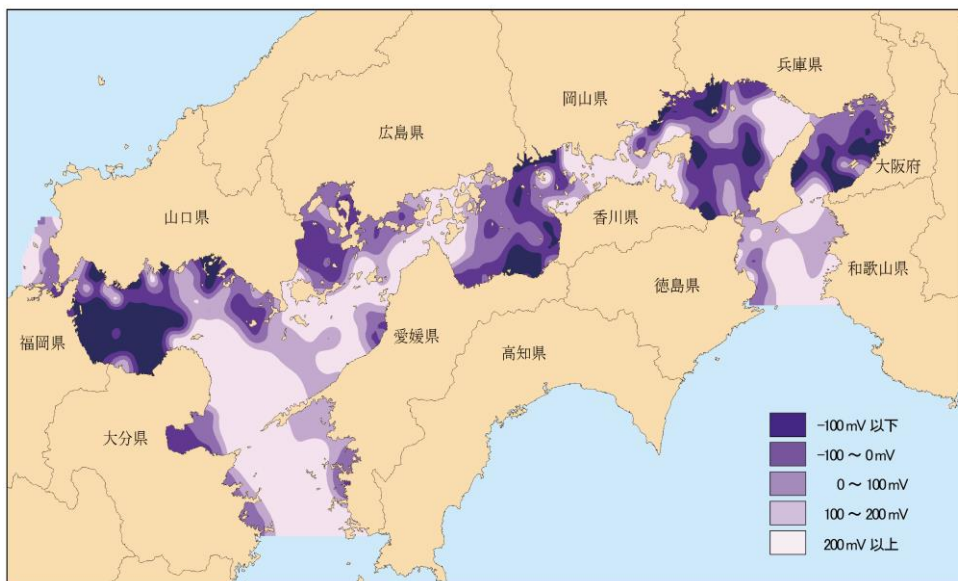 兵庫県
岡山県
広島県
大阪府
山口県
香川県
和歌山県
徳島県
福岡県
愛媛県
高知県
大分県
-100 mV 以下
-100 ～ 0 mV
0 ～ 100 mV
100 ～ 200 mV
200 mV 以上